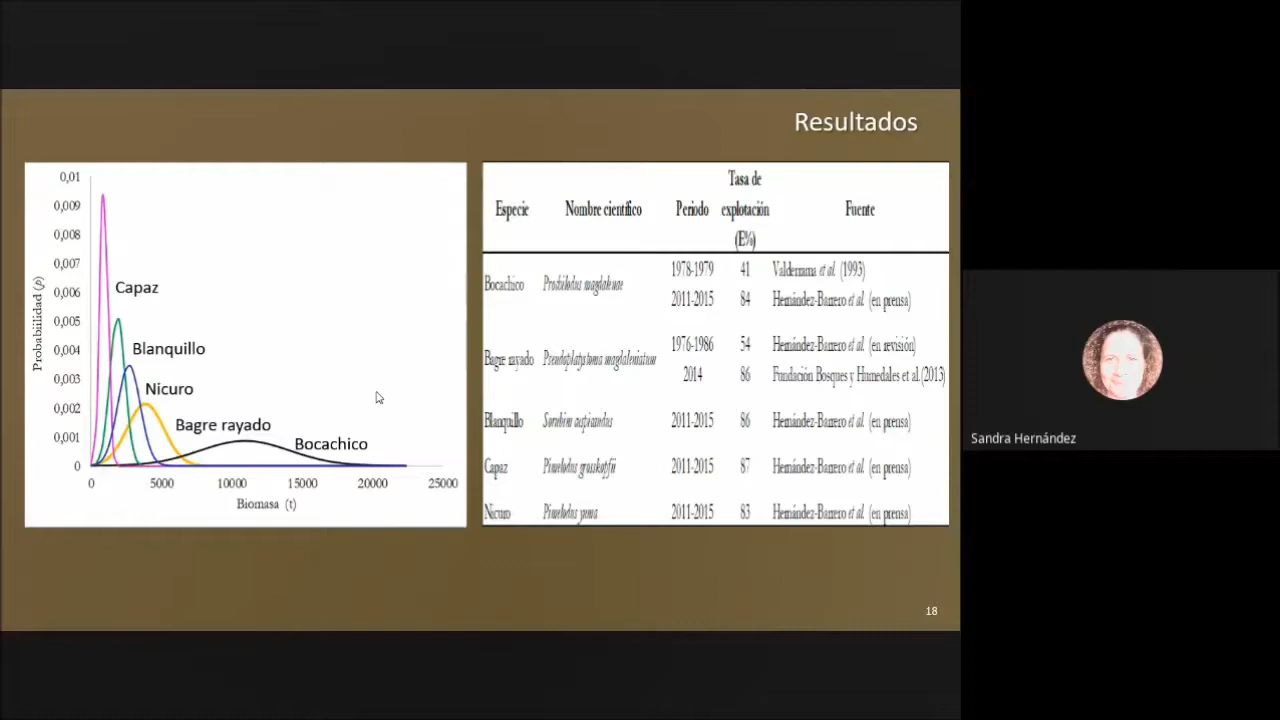 Resultados
0,01
0,009
0,008
0,007
0,006
0,005
0,004
0,003
0,002
0,001
0
Probabilidad (p)
Capaz
Blanquillo
Nicuro
Bagre rayado
Bocachico
0 5000 10000 15000 20000 25000
Biomasa (t)
Especie Nombre científico Periodo Tasa de explotación (E%) Fuente
Bocachico Prochilodus magdalenae 1978-1979 41 Valderrama et al. (1993)
2011-2015 84 Hernández-Barrero et al. (en prensa)
Bagre rayado Pseudoplatystoma magdaleniatum 1976-1986 54 Hernández-Barrero et al. (en revisión)
2014 86 Fundación Bosques y Humedales et al.(2013)
Blanquillo Sorubim cuspicaudus 2011-2015 86 Hernández-Barrero et al. (en prensa)
Capaz Pimelodus grosskopfii 2011-2015 87 Hernández-Barrero et al. (en prensa)
Nicuro Pimelodus yuma 2011-2015 83 Hernández-Barrero et al. (en prensa)
18
Sandra Hernández